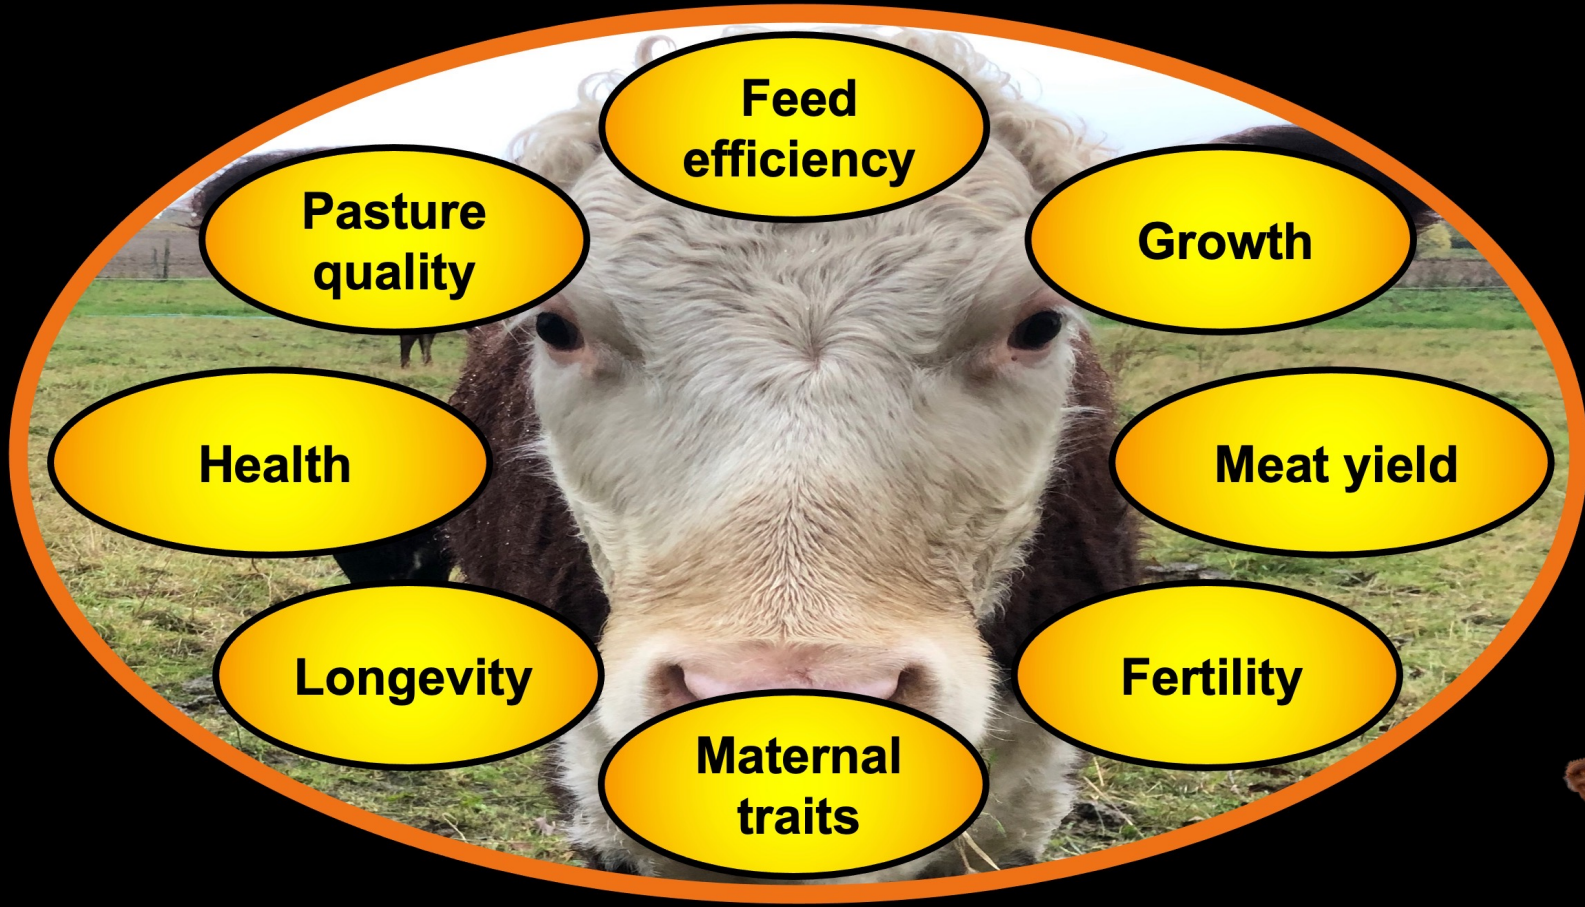 Feed
efficiency
Pasture
quality
Growth
Health
Meat yield
Longevity
Fertility
Maternal
traits